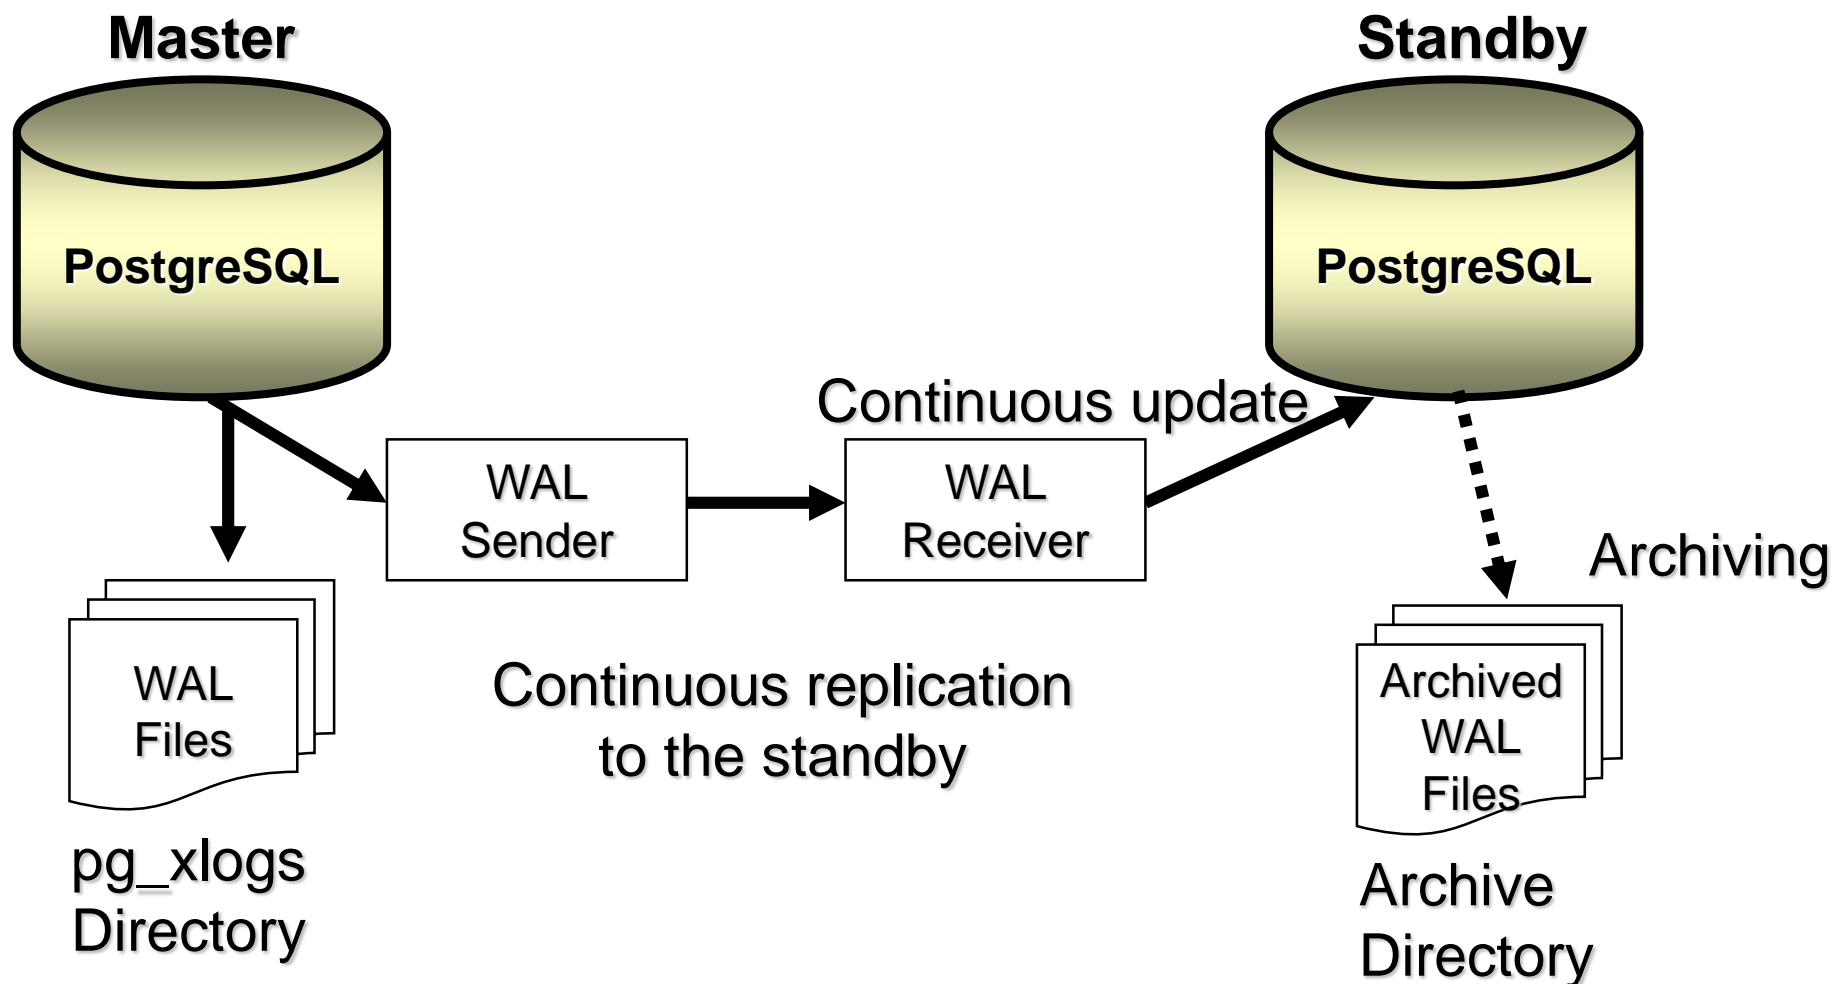 Master
Standby
PostgreSQL
PostgreSQL
Continuous update
WAL
Sender
WAL
Receiver
Archiving
WAL
Files
Continuous replication
to the standby
Archived
WAL
Files
pg_xlogs
Directory
Archive
Directory